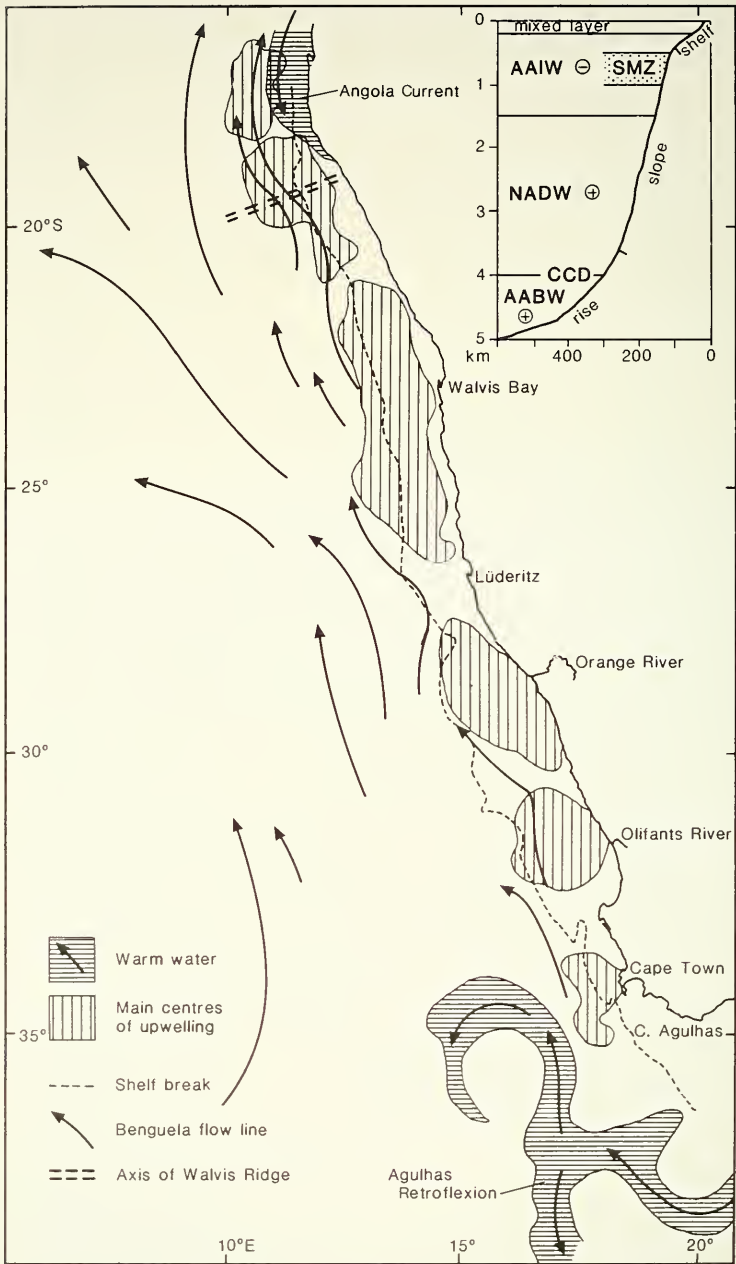 mixed layer
shelf
AAIW ⊖ SMZ
slope
NADW ⊕
CCD
AABW
⊕
rise
0
1
2
3
4
5
km 400 200 0
Angola Current
20°S
Walvis Bay
25°
Lüderitz
Orange River
30°
Olifants River
Cape Town
C. Agulhas
35°
Warm water
Main centres
of upwelling
Shelf break
Benguela flow line
Axis of Walvis Ridge
Agulhas
Retroflexion
10°E 15° 20°